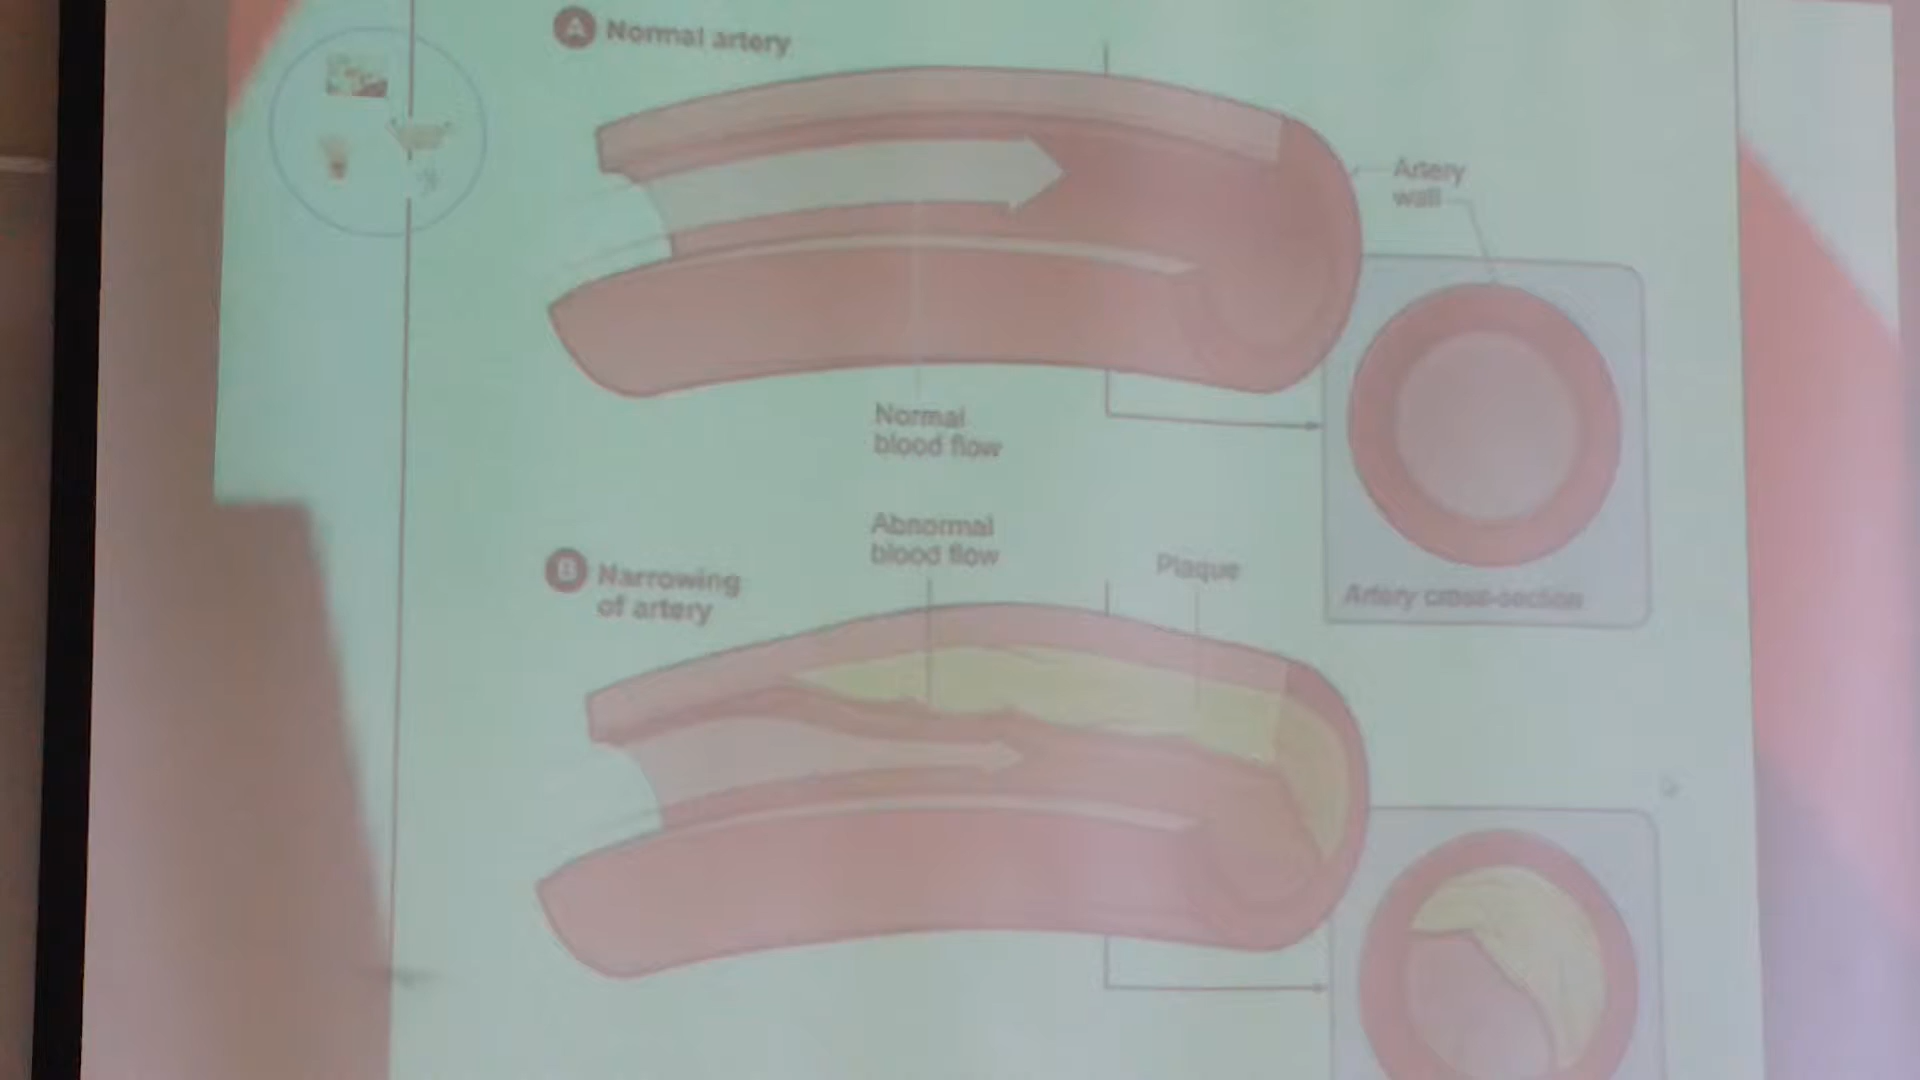 A Normal artery
Artery
wall
Normal
blood flow
Artery cross-section
Abnormal
blood flow
Plaque
B Narrowing
of artery